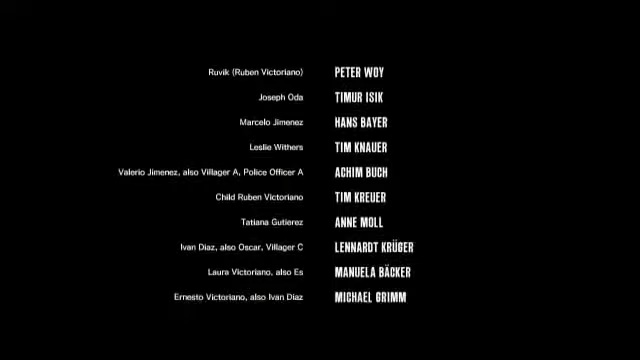 Ruvik (Ruben Victoriano) PETER WOY
Joseph Oda TIMUR ISIK
Marcelo Jimenez HANS BAYER
Leslie Withers TIM KNAUER
Valerio Jimenez, also Villager A, Police Officer A ACHIM BUCH
Child Ruben Victoriano TIM KREUER
Tatiana Gutierez ANNE MOLL
Ivan Diaz, also Oscar, Villager C LENNARDT KRÜGER
Laura Victoriano, also Es MANUELA BÄCKER
Ernesto Victoriano, also Ivan Diaz MICHAEL GRIMM